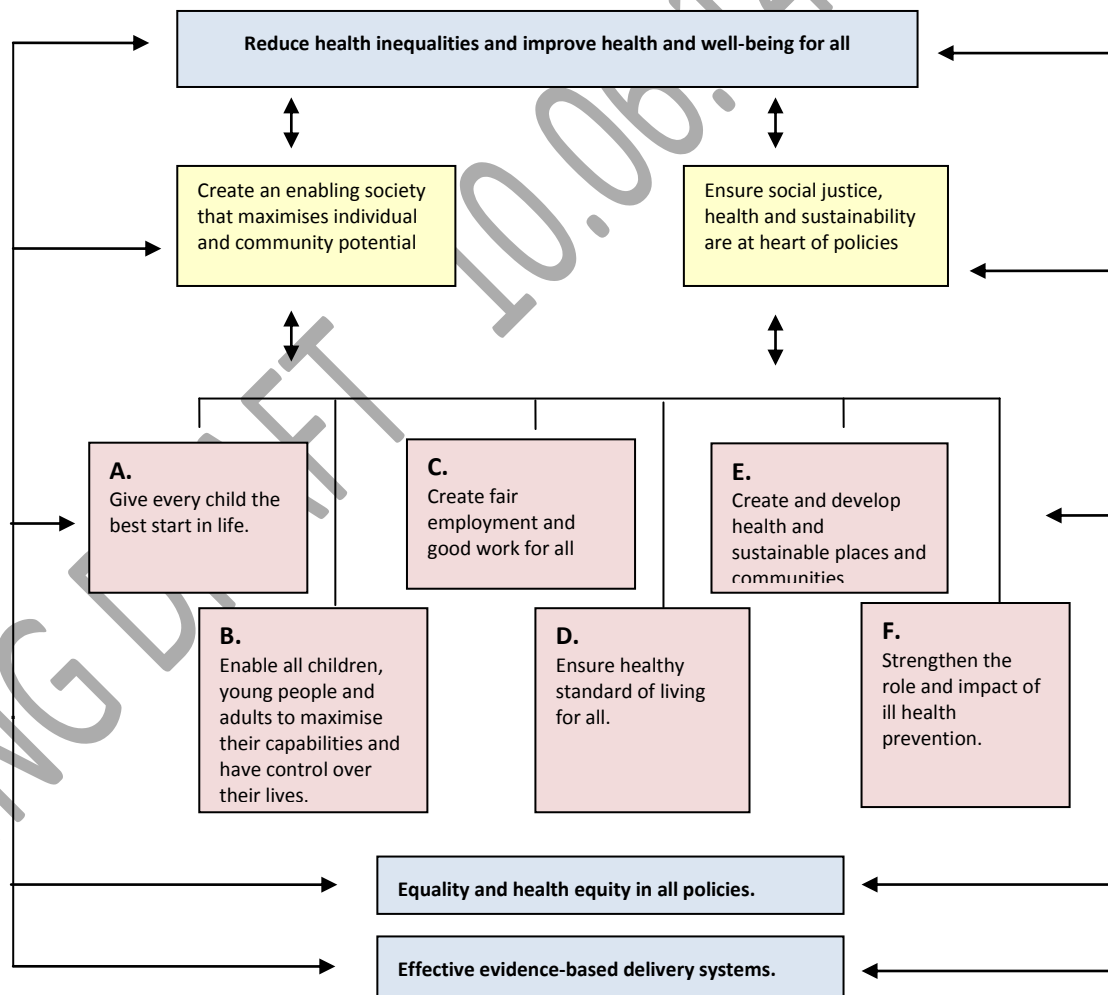 Reduce health inequalities and improve health and well-being for all
Create an enabling society
that maximises individual
and community potential
Ensure social justice,
health and sustainability
are at heart of policies
A.
Give every child the
best start in life.
C.
Create fair
employment and
good work for all
E.
Create and develop
health and
sustainable places and
communities
B.
Enable all children,
young people and
adults to maximise
their capabilities and
have control over
their lives.
D.
Ensure healthy
standard of living
for all.
F.
Strengthen the
role and impact of
ill health
prevention.
Equality and health equity in all policies.
Effective evidence-based delivery systems.
DRAFT